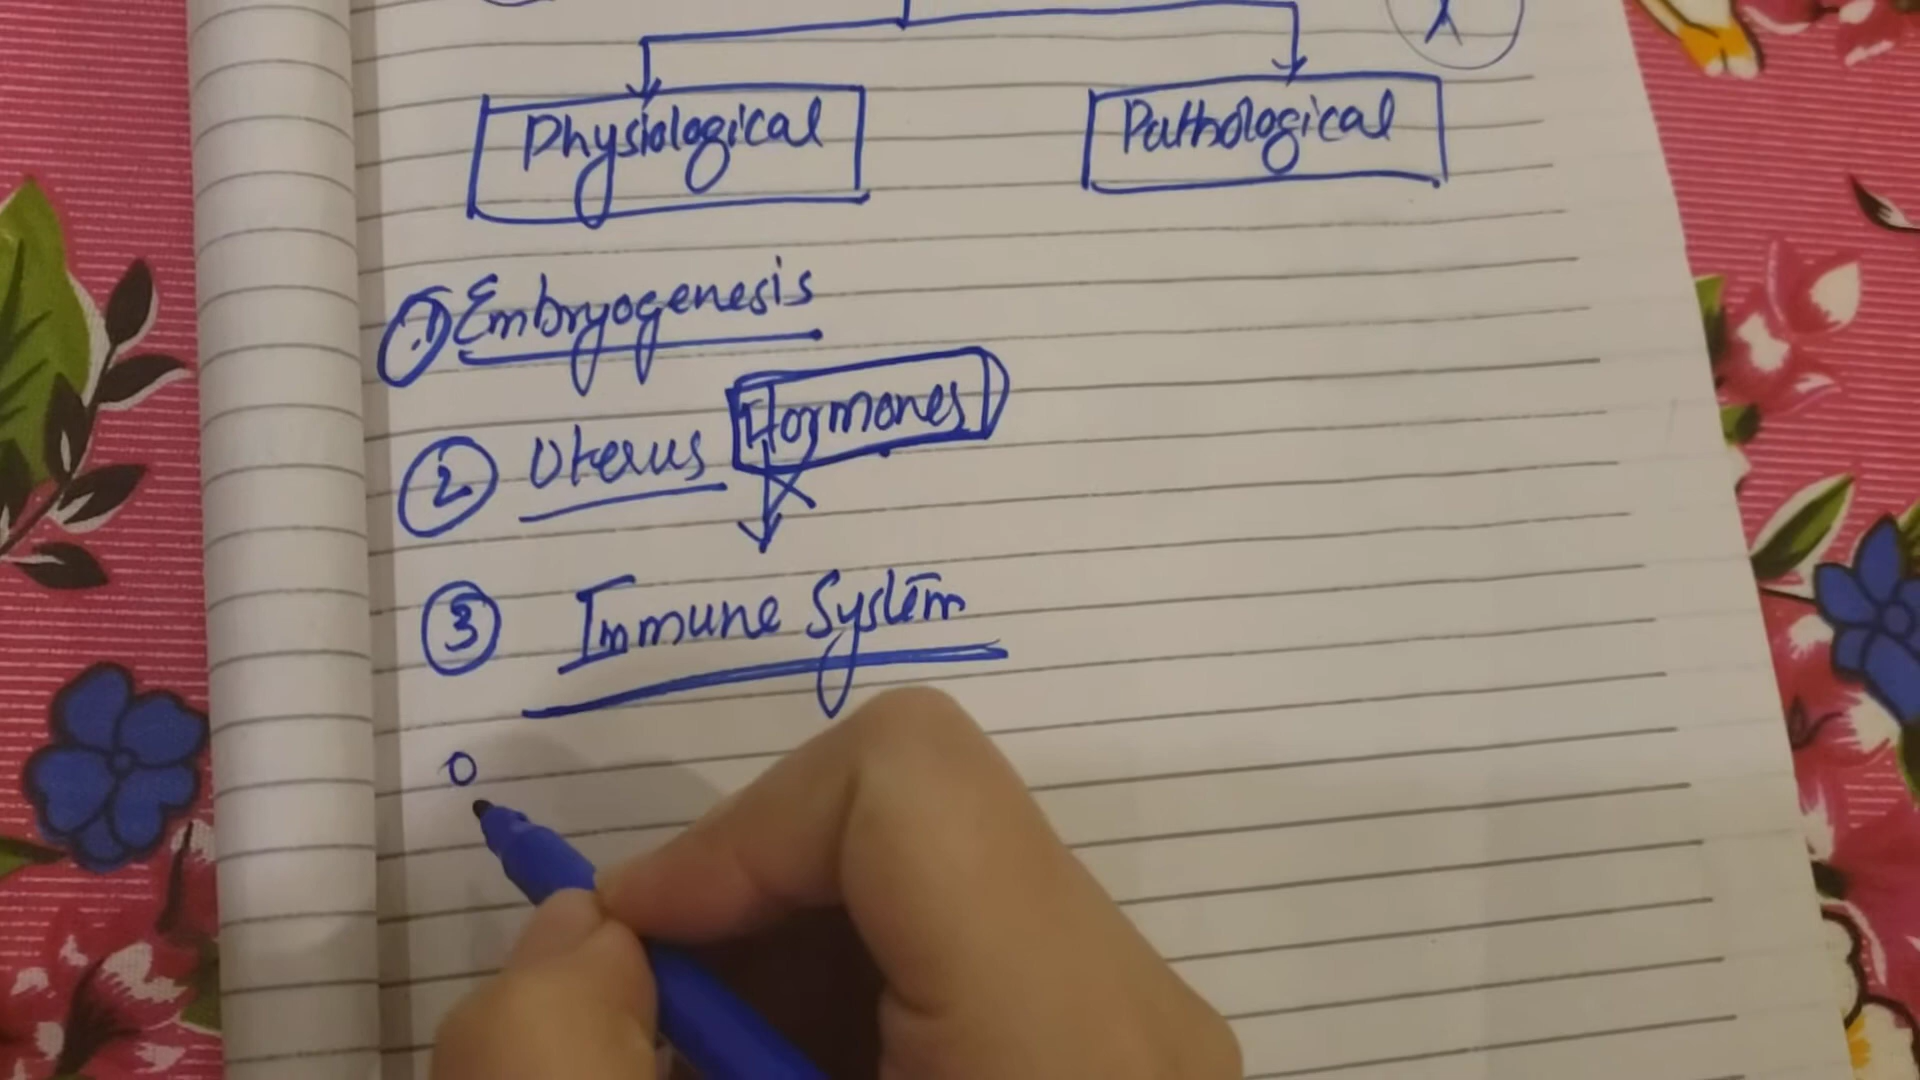 Physiological Pathological
1 Embryogenesis
2 Uterus Hormones
3 Immune System